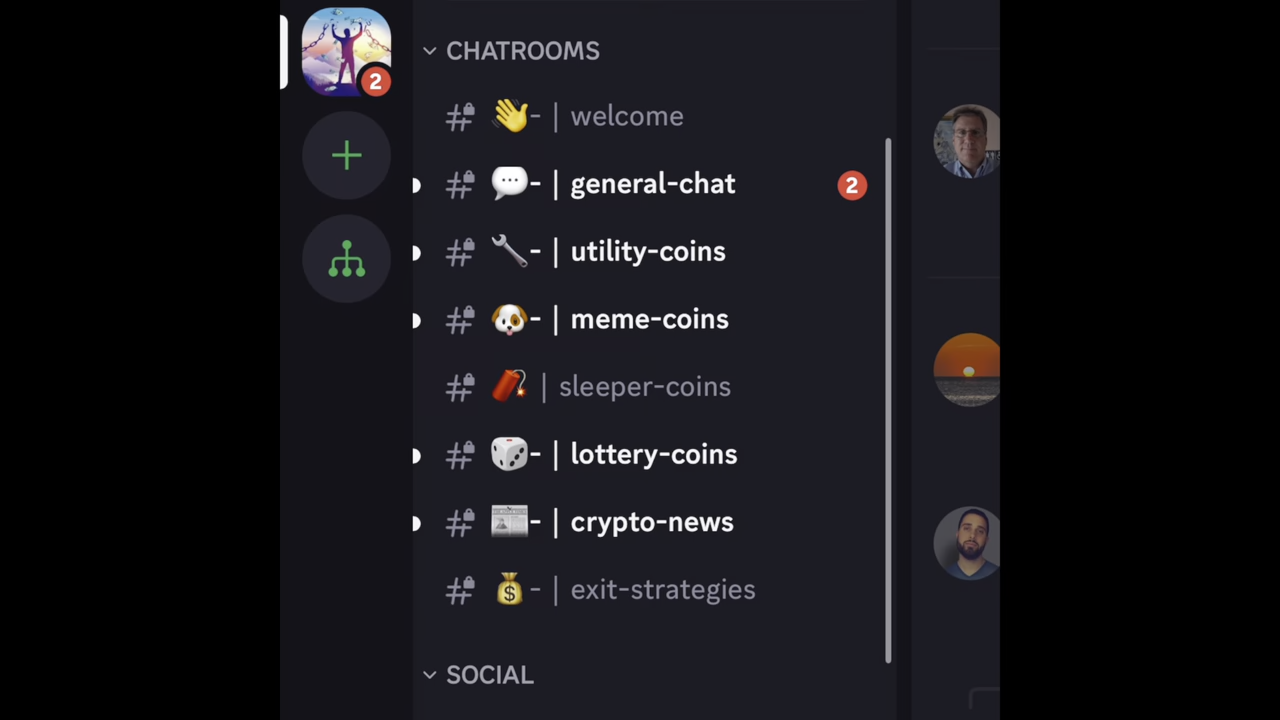 CHATROOMS
2
# 👋- | welcome
# 💬- | general-chat 2
# 🔧- | utility-coins
# 🐶- | meme-coins
# 🧨 | sleeper-coins
# 🎲- | lottery-coins
# 📰- | crypto-news
# 💰- | exit-strategies
SOCIAL